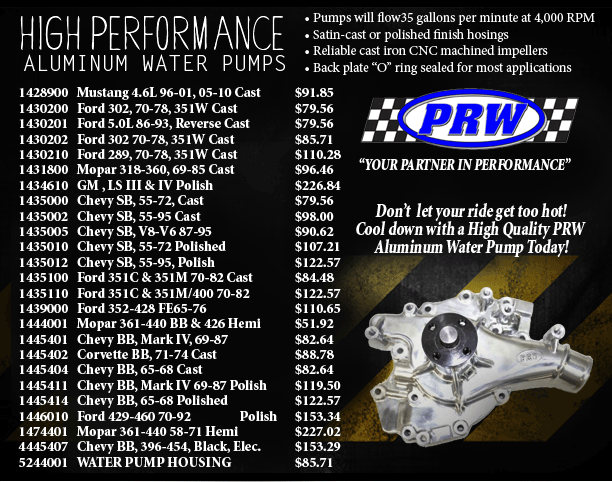 HIGH PERFORMANCE
ALUMINUM WATER PUMPS
• Pumps will flow35 gallons per minute at 4,000 RPM
• Satin-cast or polished finish hosings
• Reliable cast iron CNC machined impellers
• Back plate “O” ring sealed for most applications
1428900 Mustang 4.6L 96-01, 05-10 Cast $91.85
1430200 Ford 302, 70-78, 351W Cast $79.56
1430201 Ford 5.0L 86-93, Reverse Cast $79.56
1430202 Ford 302 70-78, 351W Cast $85.71
1430210 Ford 289, 70-78, 351W Cast $110.28
1431800 Mopar 318-360, 69-85 Cast $96.46
1434610 GM , LS III & IV Polish $226.84
1435000 Chevy SB, 55-72, Cast $79.56
1435002 Chevy SB, 55-95 Cast $98.00
1435005 Chevy SB, V8-V6 87-95 $90.62
1435010 Chevy SB, 55-72 Polished $107.21
1435012 Chevy SB, 55-95, Polish $122.57
1435100 Ford 351C & 351M 70-82 Cast $84.48
1435110 Ford 351C & 351M/400 70-82 $122.57
1439000 Ford 352-428 FE65-76 $110.65
1444001 Mopar 361-440 BB & 426 Hemi $51.92
1445401 Chevy BB, Mark IV, 69-87 $82.64
1445402 Corvette BB, 71-74 Cast $88.78
1445404 Chevy BB, 65-68 Cast $82.64
1445411 Chevy BB, Mark IV 69-87 Polish $119.50
1445414 Chevy BB, 65-68 Polished $122.57
1446010 Ford 429-460 70-92 Polish $153.34
1474401 Mopar 361-440 58-71 Hemi $227.02
4445407 Chevy BB, 396-454, Black, Elec. $153.29
5244001 WATER PUMP HOUSING $85.71
PRW
“YOUR PARTNER IN PERFORMANCE”
Don’t let your ride get too hot!
Cool down with a High Quality PRW
Aluminum Water Pump Today!
PRW